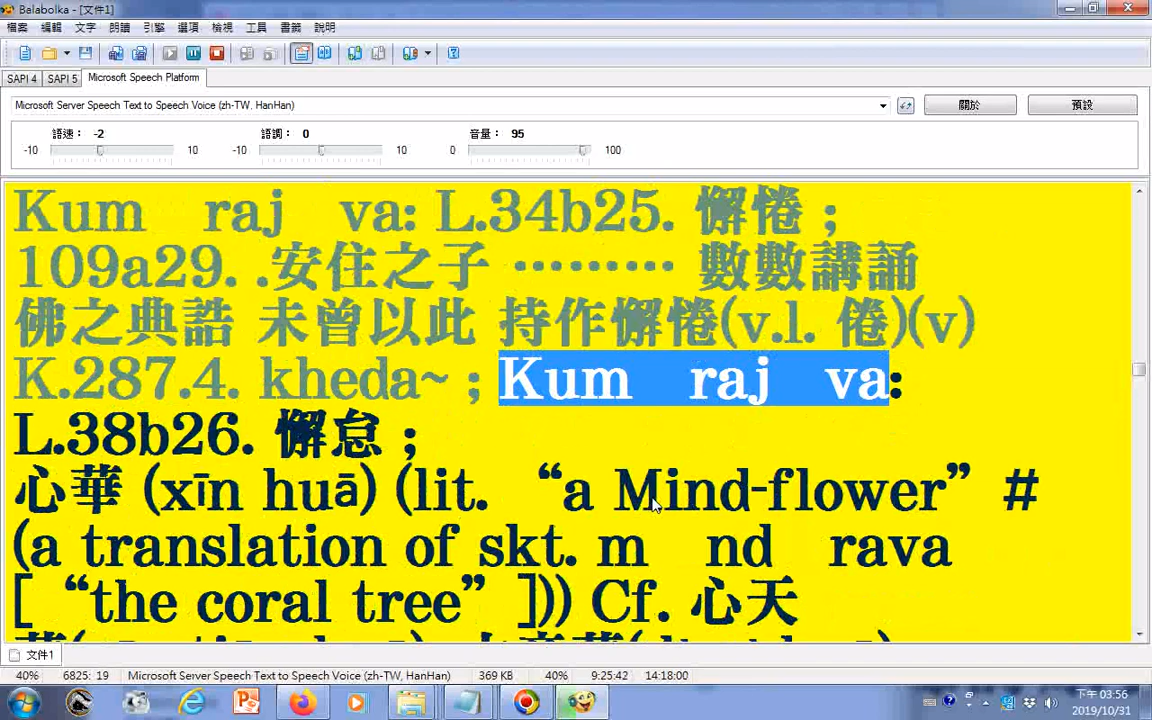 Balabolka - [文件1]
檔案 編輯 文字 朗讀 引擎 選項 檢視 工具 書籤 說明
SAPI 4 SAPI 5 Microsoft Speech Platform
Microsoft Server Speech Text to Speech Voice (zh-TW, HanHan) 關於 預設
語速： -2 語調： 0 音量： 95
-10 10 -10 10 0 100
Kum raj va: L.34b25. 懈惓 ;
109a29. .安住之子 ········· 數數講誦
佛之典誥 未曾以此 持作懈惓(v.l. 倦)(v)
K.287.4. kheda~ ; Kum raj va:
L.38b26. 懈怠 ;
心華 (xīn huā) (lit. “a Mind-flower” #
(a translation of skt. m nd rava
[ “the coral tree” ])) Cf. 心天
文件1
40% 6825: 19 Microsoft Server Speech Text to Speech Voice (zh-TW, HanHan) 369 KB 40% 9:25:42 14:18:00
下午 03:56
2019/10/31